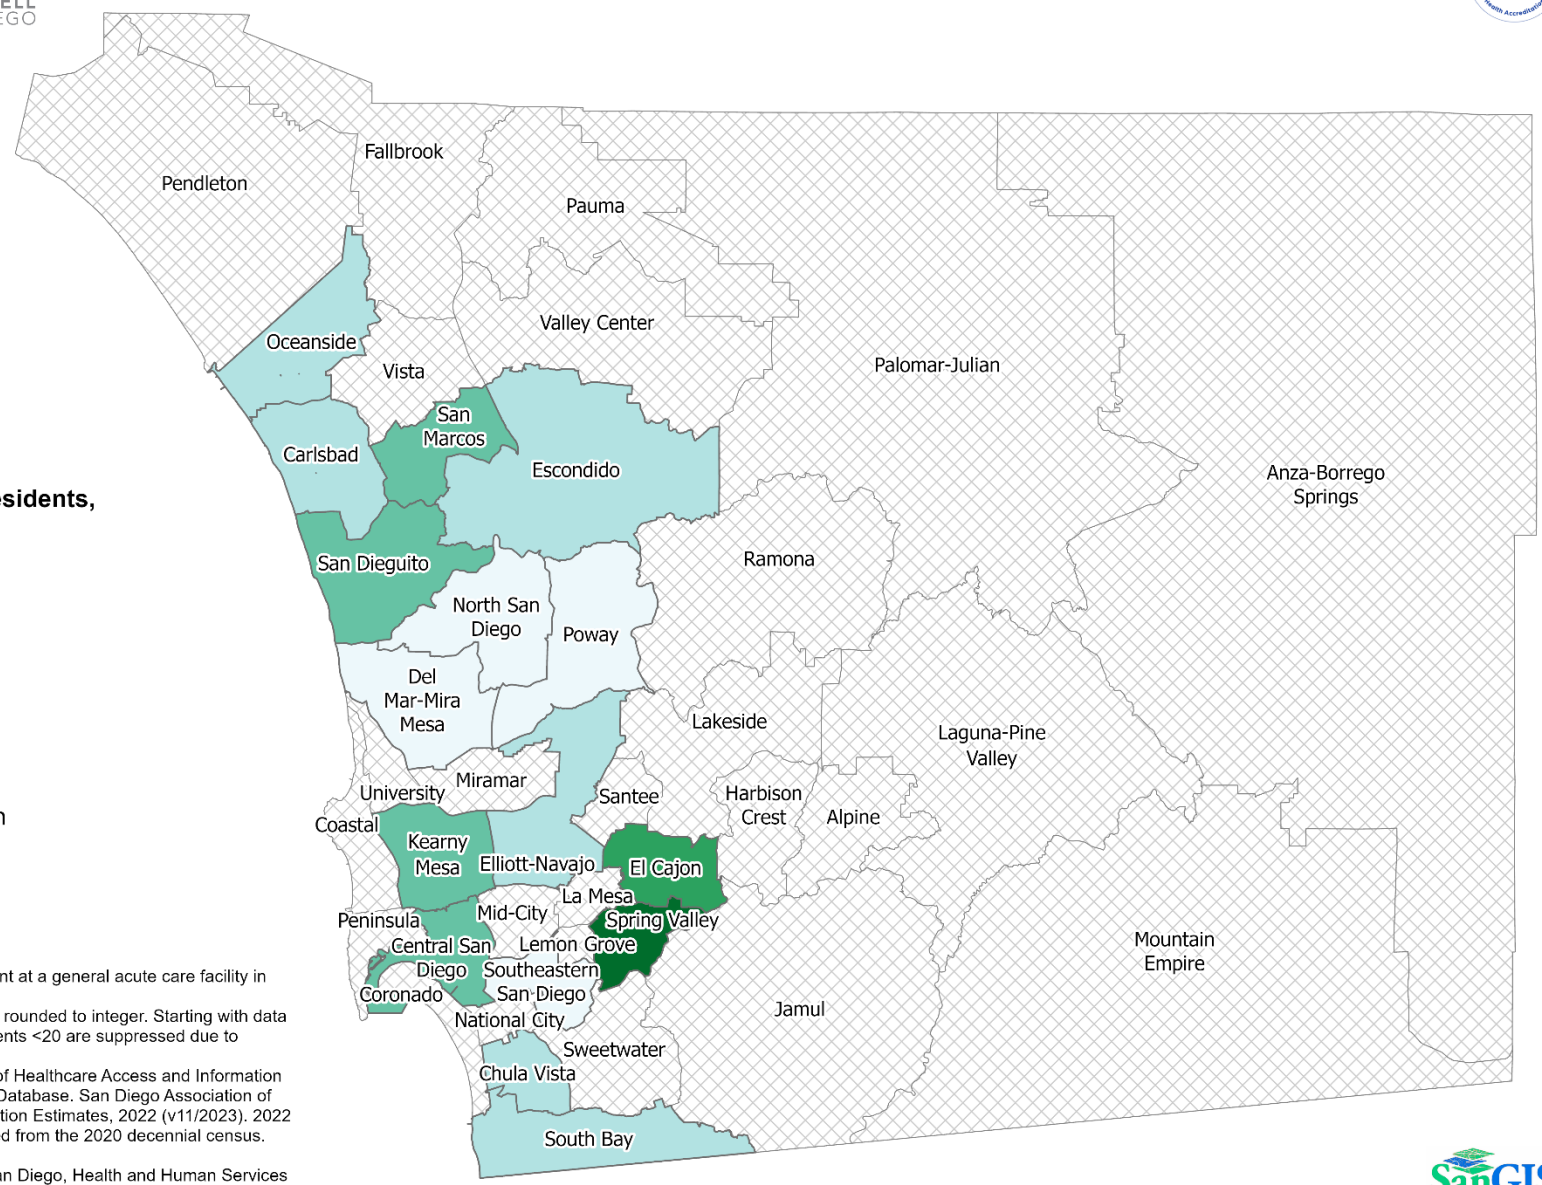 ELL
EGO
Health Accreditation
Fallbrook
Pendleton
Pauma
Valley Center
Oceanside
Vista
Palomar-Julian
San
Marcos
Carlsbad
Escondido
Anza-Borrego
Springs
esidents,
San Dieguito
Ramona
North San
Diego
Poway
Del
Mar-Mira
Mesa
Lakeside
Laguna-Pine
Valley
Miramar
University
Santee
Harbison
Crest
Alpine
n
Coastal
Kearny
Mesa
Elliott-Navajo
El Cajon
La Mesa
Mid-City
Peninsula
Spring Valley
Central San
Diego
Lemon Grove
Southeastern
San Diego
Mountain
Empire
Coronado
Jamul
National City
Sweetwater
Chula Vista
South Bay
nt at a general acute care facility in
rounded to integer. Starting with data
ents <20 are suppressed due to
of Healthcare Access and Information
Database. San Diego Association of
tion Estimates, 2022 (v11/2023). 2022
ed from the 2020 decennial census.
an Diego, Health and Human Services
SanGIS